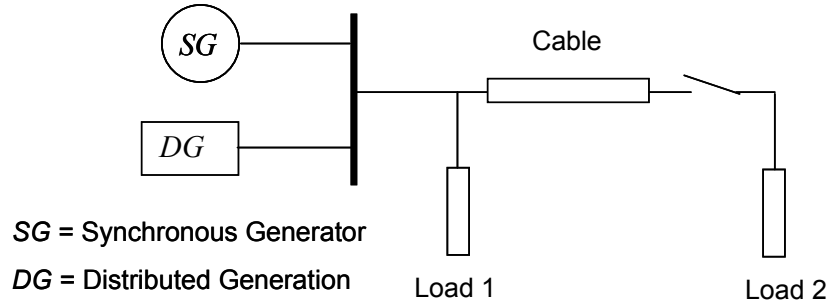 SG
Cable
DG
SG = Synchronous Generator
DG = Distributed Generation
Load 1
Load 2